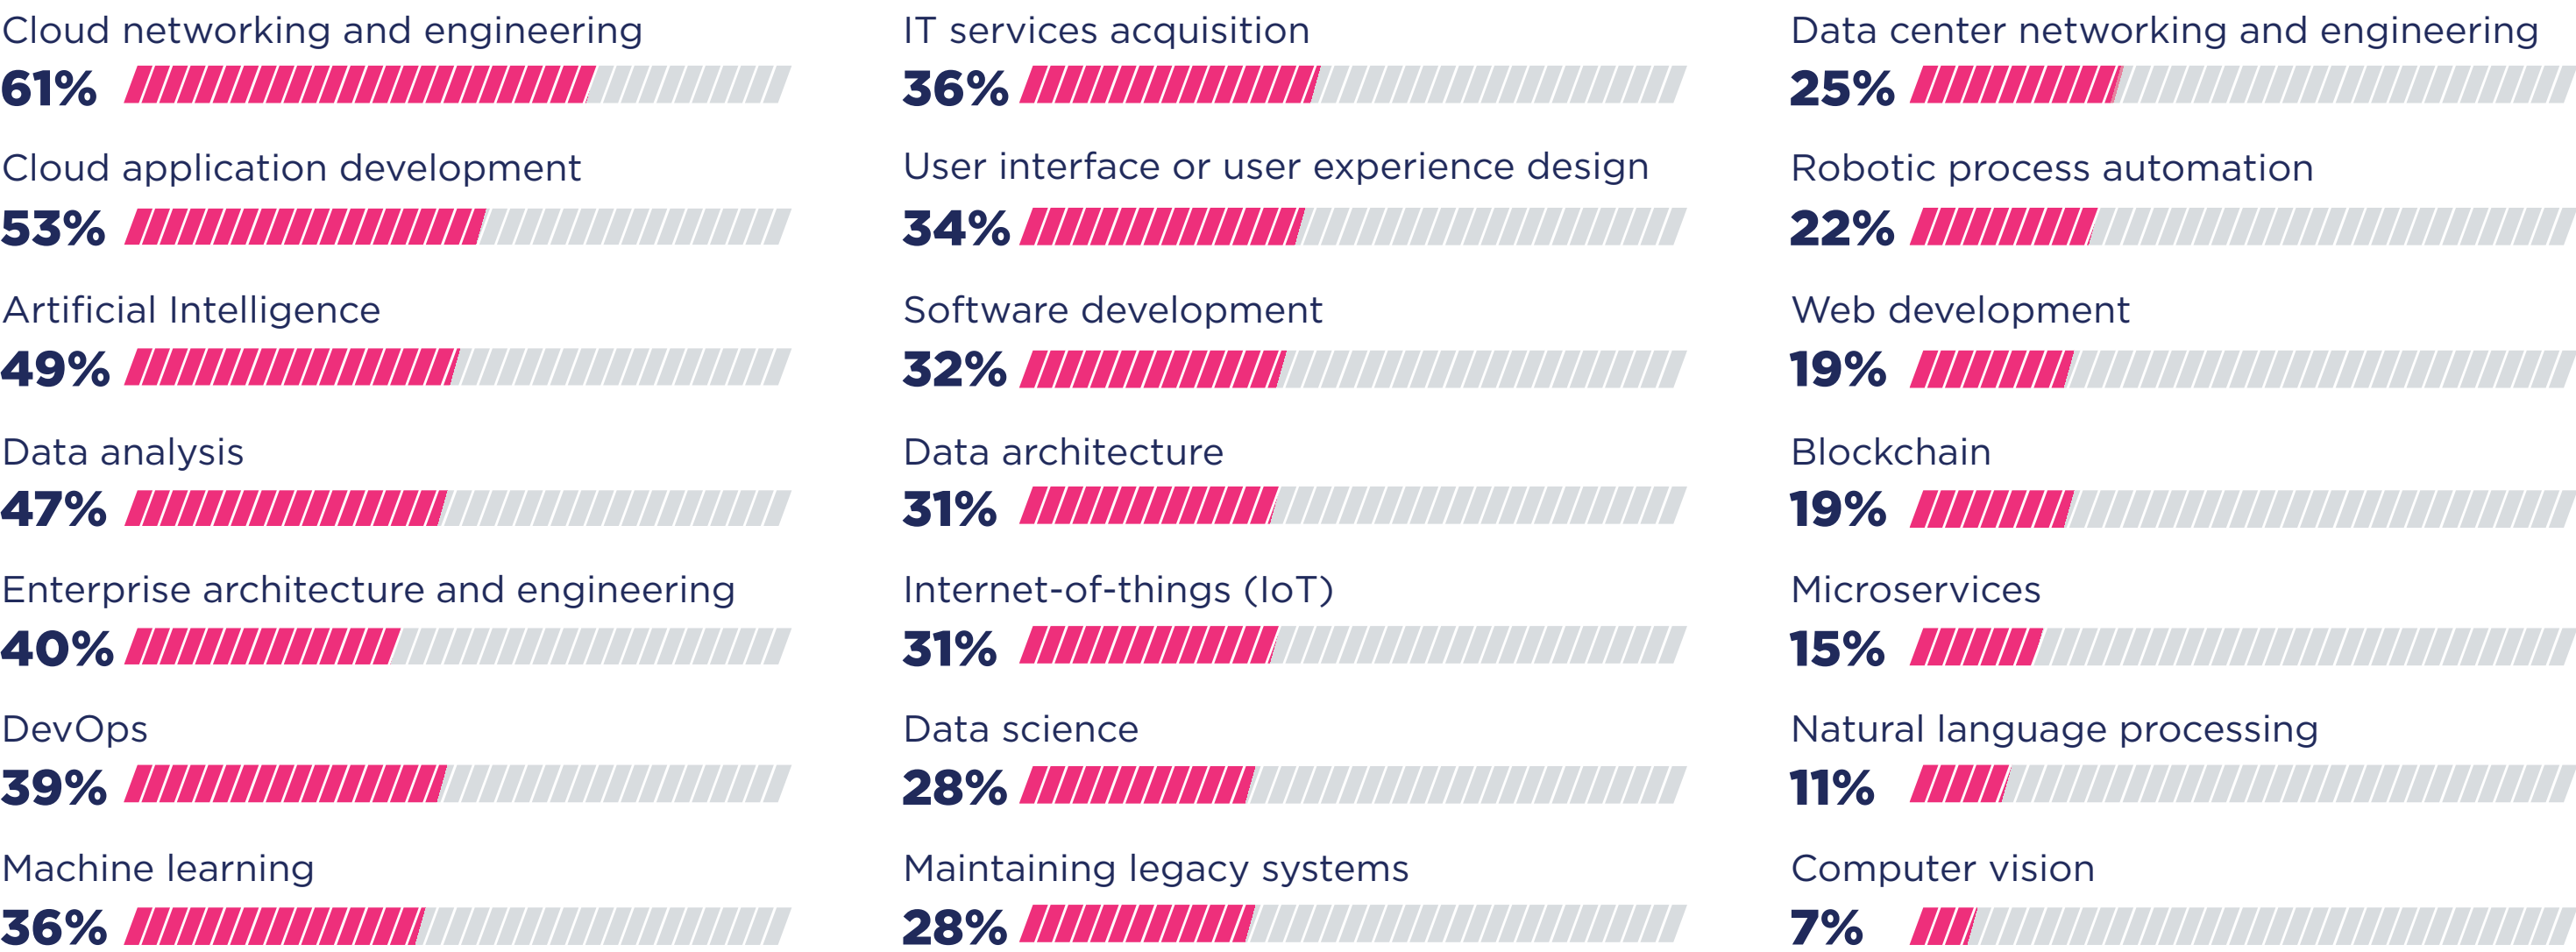 Cloud networking and engineering
61%
Cloud application development
53%
Artificial Intelligence
49%
Data analysis
47%
Enterprise architecture and engineering
40%
DevOps
39%
Machine learning
36%
IT services acquisition
36%
User interface or user experience design
34%
Software development
32%
Data architecture
31%
Internet-of-things (IoT)
31%
Data science
28%
Maintaining legacy systems
28%
Data center networking and engineering
25%
Robotic process automation
22%
Web development
19%
Blockchain
19%
Microservices
15%
Natural language processing
11%
Computer vision
7%